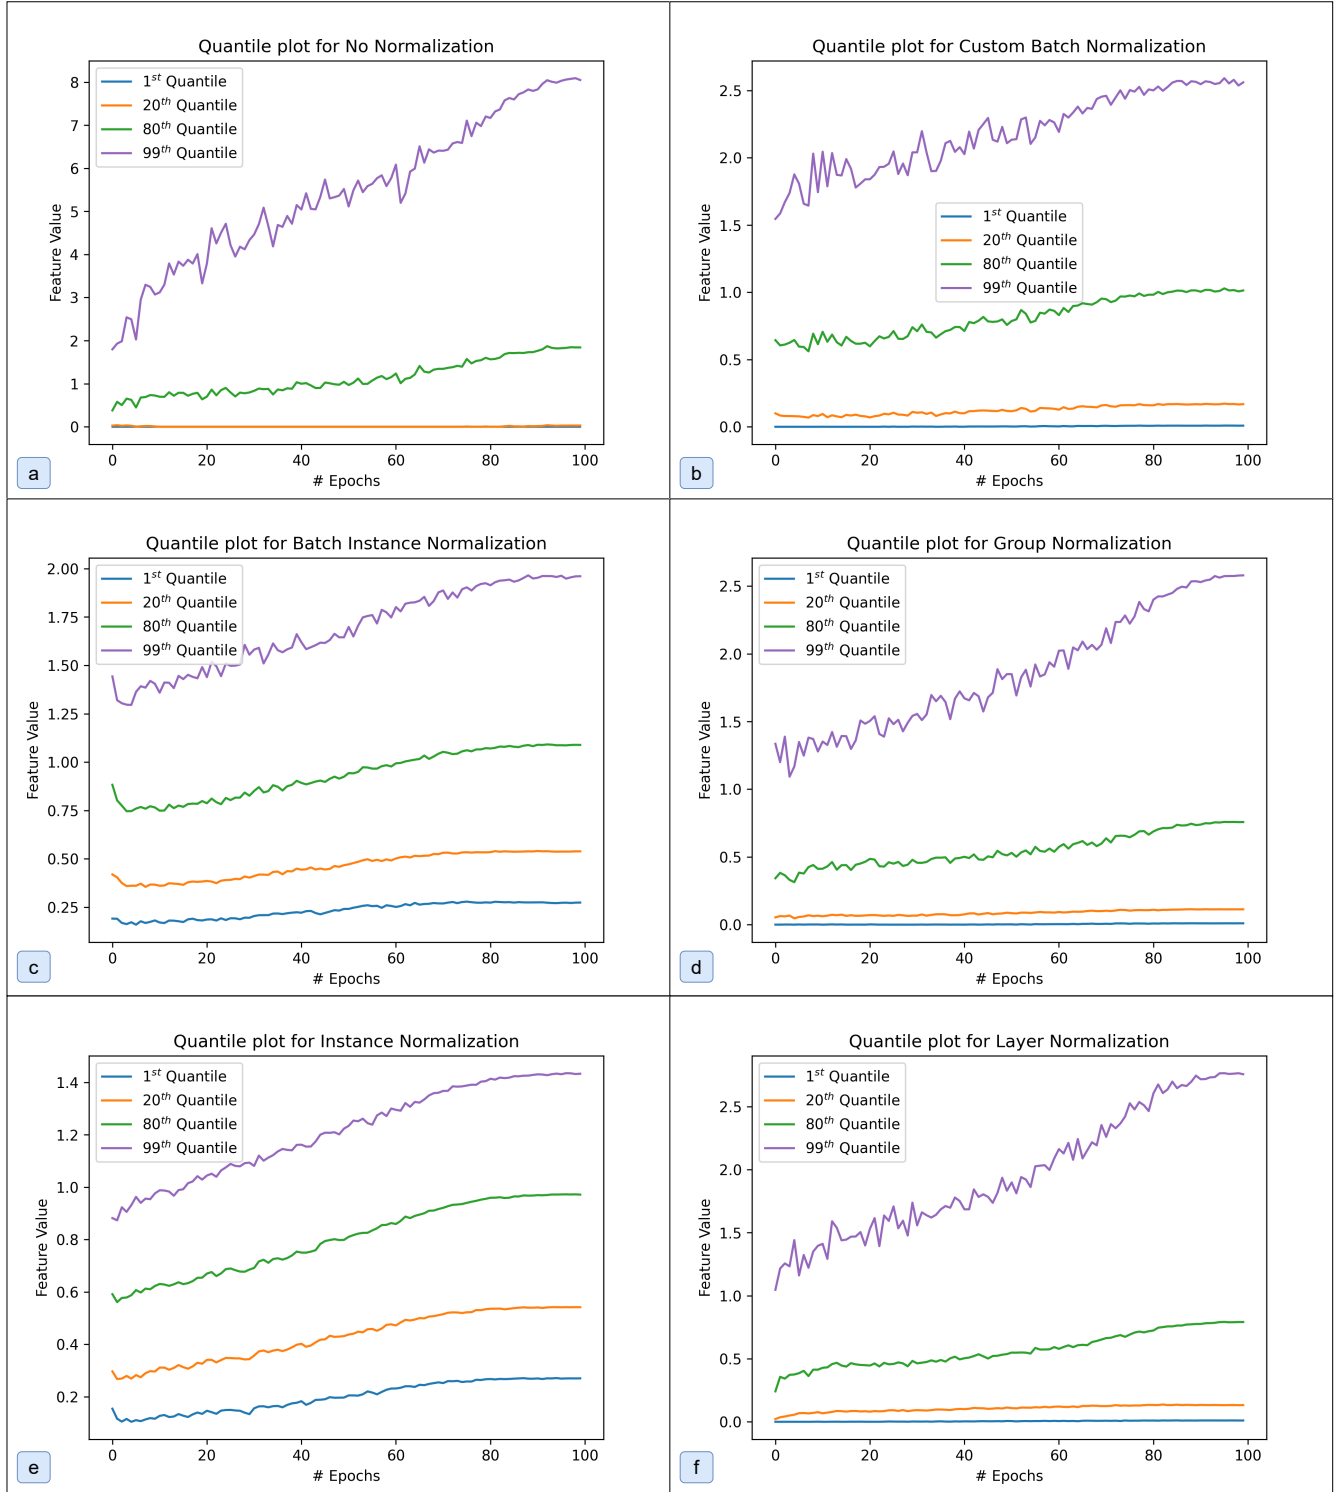 Quantile plot for No Normalization
1st Quantile
20th Quantile
80th Quantile
99th Quantile
Feature Value
8
7
6
5
4
3
2
1
0
0 20 40 60 80 100
# Epochs
a
Quantile plot for Custom Batch Normalization
1st Quantile
20th Quantile
80th Quantile
99th Quantile
Feature Value
2.5
2.0
1.5
1.0
0.5
0.0
0 20 40 60 80 100
# Epochs
b
Quantile plot for Batch Instance Normalization
1st Quantile
20th Quantile
80th Quantile
99th Quantile
Feature Value
2.00
1.75
1.50
1.25
1.00
0.75
0.50
0.25
0 20 40 60 80 100
# Epochs
c
Quantile plot for Group Normalization
1st Quantile
20th Quantile
80th Quantile
99th Quantile
Feature Value
2.5
2.0
1.5
1.0
0.5
0.0
0 20 40 60 80 100
# Epochs
d
Quantile plot for Instance Normalization
1st Quantile
20th Quantile
80th Quantile
99th Quantile
Feature Value
1.4
1.2
1.0
0.8
0.6
0.4
0.2
0 20 40 60 80 100
# Epochs
e
Quantile plot for Layer Normalization
1st Quantile
20th Quantile
80th Quantile
99th Quantile
Feature Value
2.5
2.0
1.5
1.0
0.5
0.0
0 20 40 60 80 100
# Epochs
f